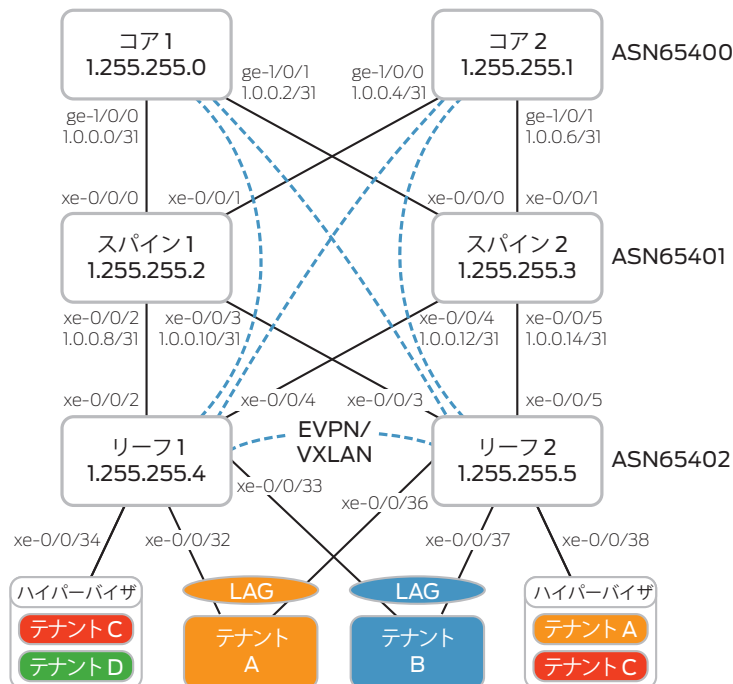 コア 1
1.255.255.0
コア 2
1.255.255.1
ASN65400
ge-1/0/1
1.0.0.2/31
ge-1/0/0
1.0.0.4/31
ge-1/0/0
1.0.0.0/31
ge-1/0/1
1.0.0.6/31
xe-0/0/0
xe-0/0/1
xe-0/0/0
xe-0/0/1
スパイン 1
1.255.255.2
スパイン 2
1.255.255.3
ASN65401
xe-0/0/2
1.0.0.8/31
xe-0/0/3
1.0.0.10/31
xe-0/0/4
1.0.0.12/31
xe-0/0/5
1.0.0.14/31
xe-0/0/2
xe-0/0/4
xe-0/0/3
xe-0/0/5
リーフ 1
1.255.255.4
EVPN/
VXLAN
リーフ 2
1.255.255.5
ASN65402
xe-0/0/33
xe-0/0/36
xe-0/0/34
xe-0/0/32
xe-0/0/37
xe-0/0/38
ハイパーバイザ
テナント C
テナント D
LAG
テナント
A
LAG
テナント
B
ハイパーバイザ
テナント A
テナント C